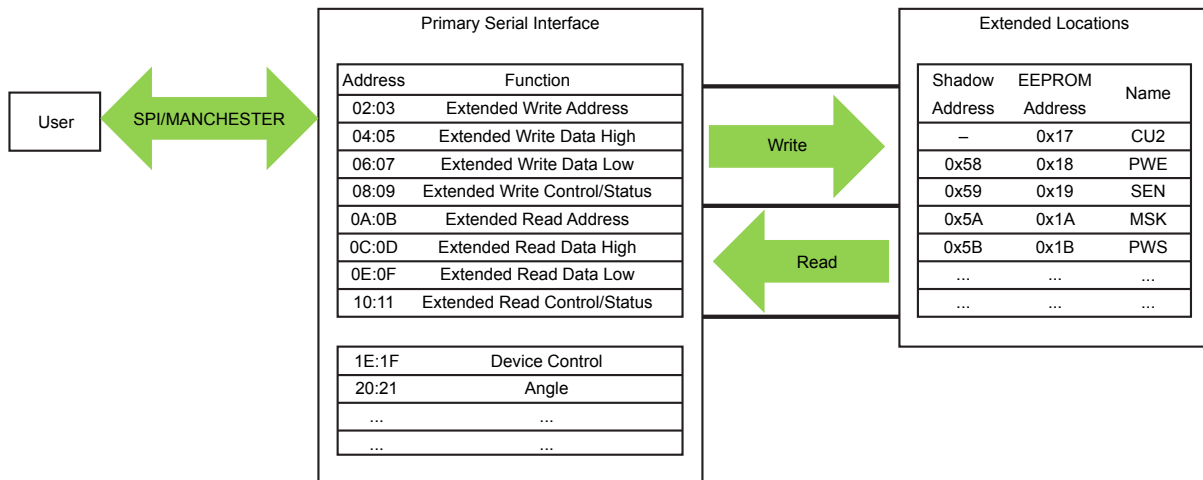 Primary Serial Interface
Extended Locations
User
SPI/MANCHESTER
Address Function
02:03 Extended Write Address
04:05 Extended Write Data High
06:07 Extended Write Data Low
08:09 Extended Write Control/Status
0A:0B Extended Read Address
0C:0D Extended Read Data High
0E:0F Extended Read Data Low
10:11 Extended Read Control/Status
1E:1F Device Control
20:21 Angle
... ...
... ...
Write
Read
Shadow EEPROM
Address Address Name
– 0x17 CU2
0x58 0x18 PWE
0x59 0x19 SEN
0x5A 0x1A MSK
0x5B 0x1B PWS
... ... ...
... ... ...